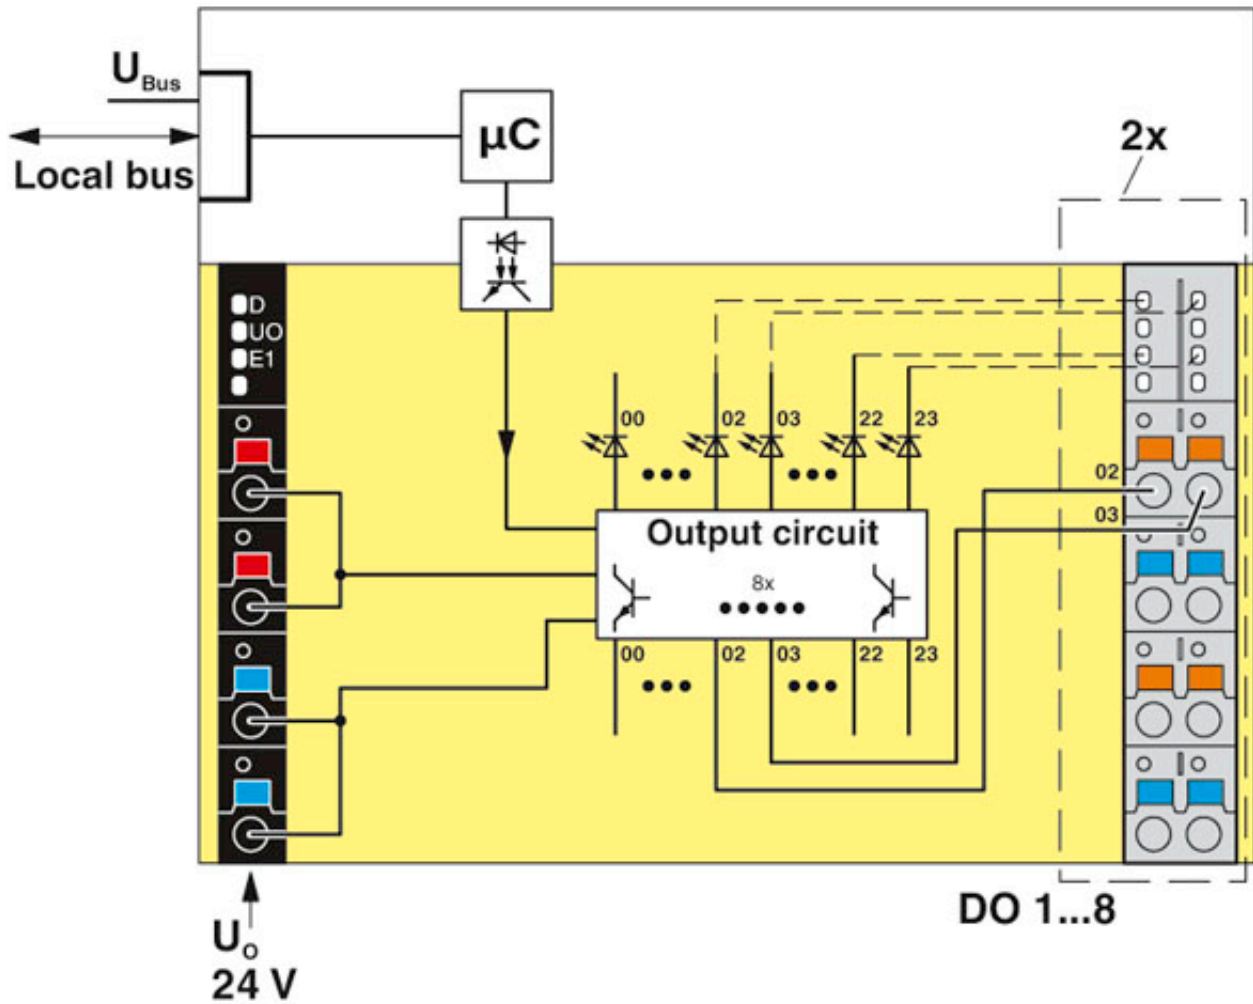 U Bus
Local bus
µC
2x
D
UO
E1
00 02 03 22 23
02
03
Output circuit
8x
00 02 03 22 23
DO 1...8
Uo
24 V